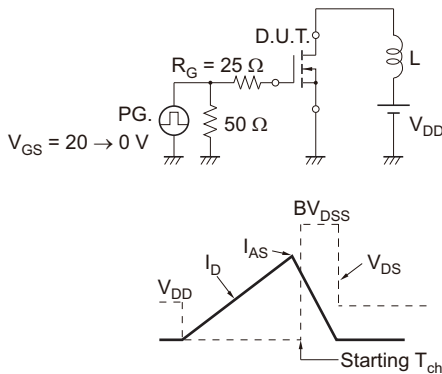 D.U.T.
R_G = 25 Ω
L
PG.
50 Ω
V_GS = 20 → 0 V
V_DD
BV_DSS
I_AS
I_D
V_DS
V_DD
Starting T_ch